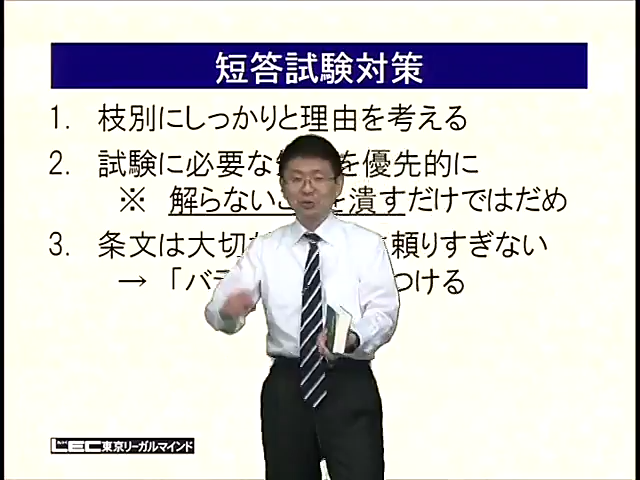 短答試験対策
1. 枝別にしっかりと理由を考える
2. 試験に必要な を優先的に
※ 解らないこ を潰すだけではだめ
3. 条文は大切 頼りすぎない
→ 「バラ つける
LEC東京リーガルマインド